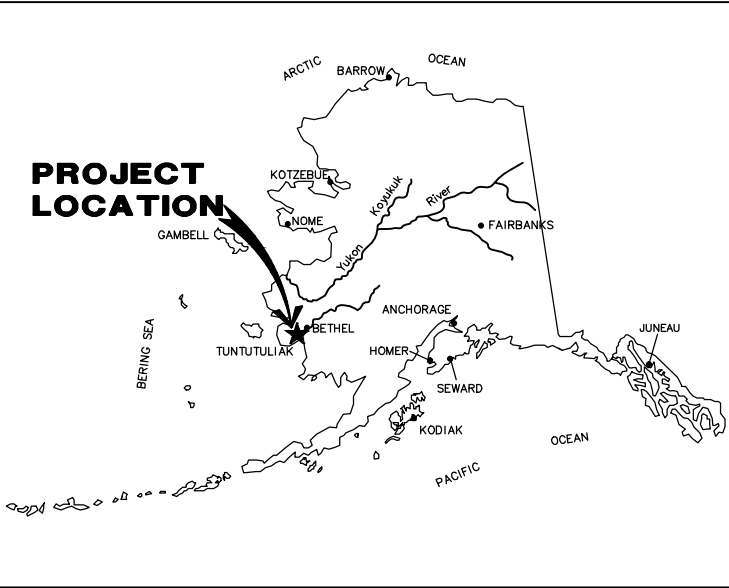 ARCTIC
OCEAN
BARROW
PROJECT
LOCATION
KOTZEBUE
Koyukuk
River
NOME
FAIRBANKS
GAMBELL
Yukon
ANCHORAGE
BETHEL
JUNEAU
BERING SEA
TUNTUTULIAK
HOMER
SEWARD
KODIAK
OCEAN
PACIFIC